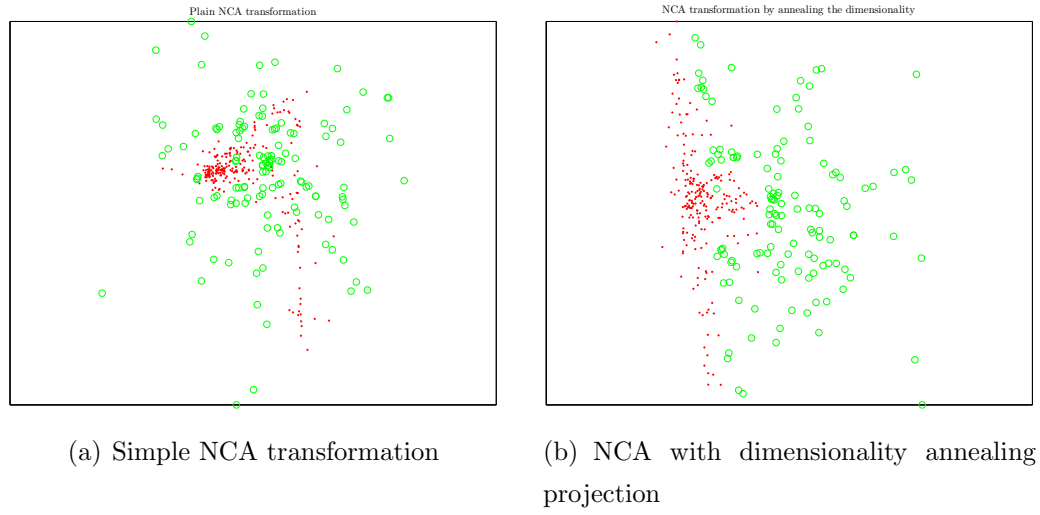 Plain NCA transformation
NCA transformation by annealing the dimensionality
(a) Simple NCA transformation
(b) NCA with dimensionality annealing
projection